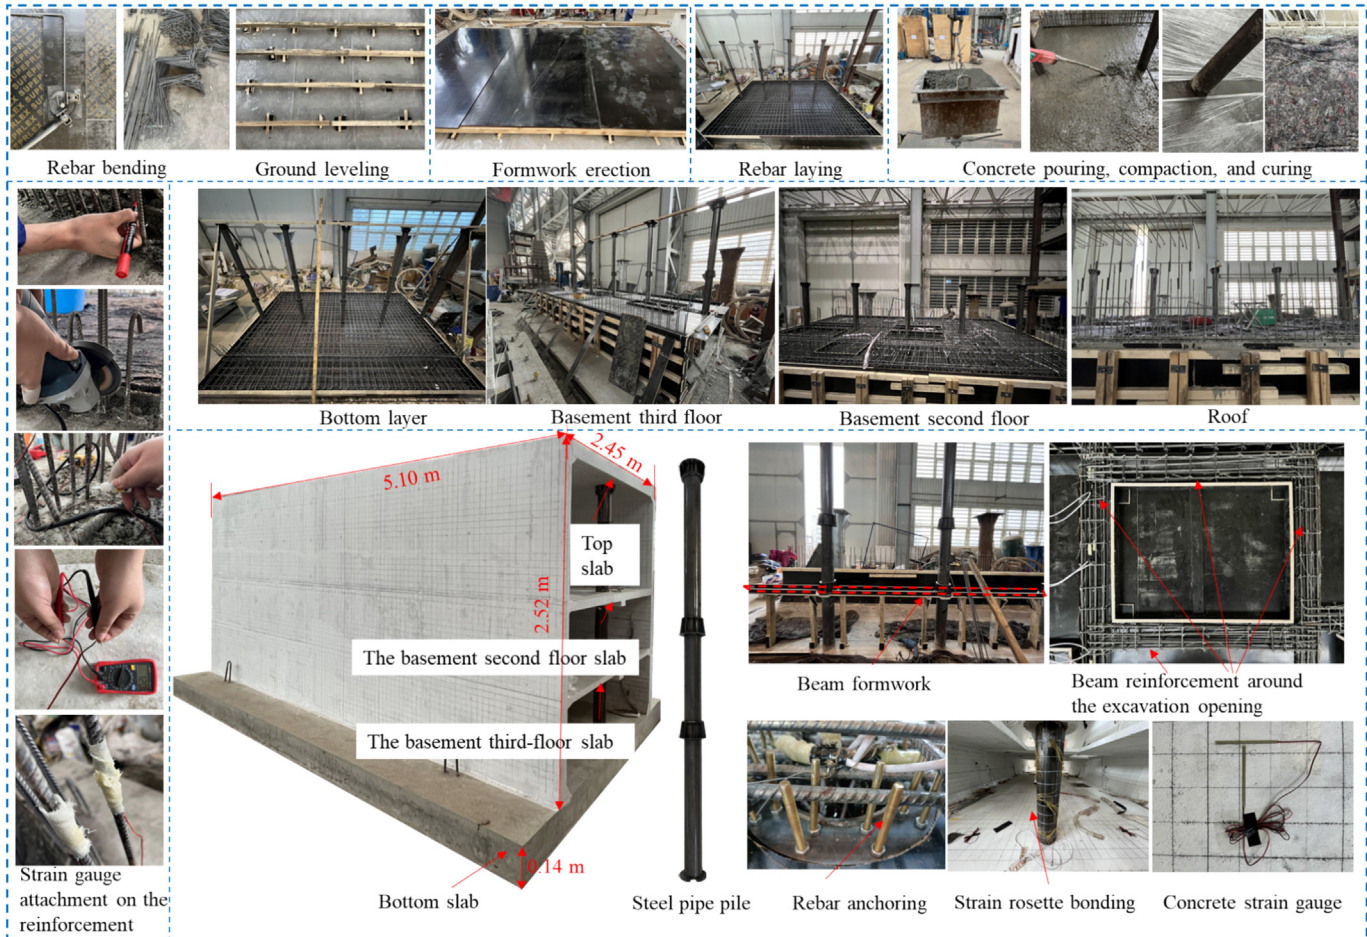 Rebar bending
Ground leveling
Formwork erection
Rebar laying
Concrete pouring, compaction, and curing
Bottom layer
Basement third floor
Basement second floor
Roof
5.10 m
2.45 m
2.52 m
Top
slab
The basement second floor slab
The basement third-floor slab
0.14 m
Bottom slab
Steel pipe pile
Beam formwork
Beam reinforcement around
the excavation opening
Rebar anchoring
Strain rosette bonding
Concrete strain gauge
Strain gauge
attachment on the
reinforcement